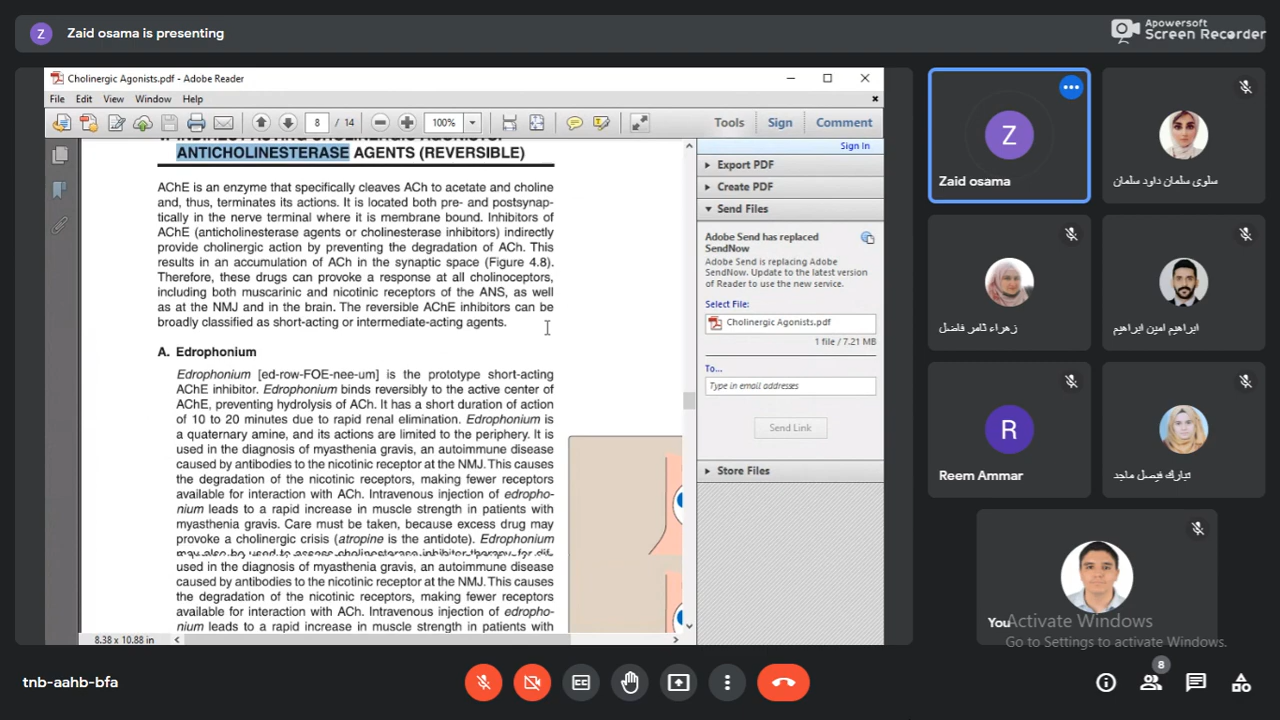 Zaid osama is presenting
Apowersoft
Screen Recorder
Cholinergic Agonists.pdf - Adobe Reader
File Edit View Window Help
8 / 14 100% Tools Sign Comment
ANTICHOLINESTERASE AGENTS (REVERSIBLE)
AChE is an enzyme that specifically cleaves ACh to acetate and choline
and, thus, terminates its actions. It is located both pre- and postsynap-
tically in the nerve terminal where it is membrane bound. Inhibitors of
AChE (anticholinesterase agents or cholinesterase inhibitors) indirectly
provide cholinergic action by preventing the degradation of ACh. This
results in an accumulation of ACh in the synaptic space (Figure 4.8).
Therefore, these drugs can provoke a response at all cholinoceptors,
including both muscarinic and nicotinic receptors of the ANS, as well
as at the NMJ and in the brain. The reversible AChE inhibitors can be
broadly classified as short-acting or intermediate-acting agents.
A. Edrophonium
Edrophonium [ed-row-FOE-nee-um] is the prototype short-acting
AChE inhibitor. Edrophonium binds reversibly to the active center of
AChE, preventing hydrolysis of ACh. It has a short duration of action
of 10 to 20 minutes due to rapid renal elimination. Edrophonium is
a quaternary amine, and its actions are limited to the periphery. It is
used in the diagnosis of myasthenia gravis, an autoimmune disease
caused by antibodies to the nicotinic receptor at the NMJ. This causes
the degradation of the nicotinic receptors, making fewer receptors
available for interaction with ACh. Intravenous injection of edropho-
nium leads to a rapid increase in muscle strength in patients with
myasthenia gravis. Care must be taken, because excess drug may
provoke a cholinergic crisis (atropine is the antidote). Edrophonium
may also be used to assess cholinesterase inhibitor therapy, for dif-
used in the diagnosis of myasthenia gravis, an autoimmune disease
caused by antibodies to the nicotinic receptor at the NMJ. This causes
the degradation of the nicotinic receptors, making fewer receptors
available for interaction with ACh. Intravenous injection of edropho-
nium leads to a rapid increase in muscle strength in patients with
8.38 x 10.88 in
Sign In
Export PDF
Create PDF
Send Files
Adobe Send has replaced
SendNow
Adobe Send is replacing Adobe
SendNow. Update to the latest version
of Reader to use the new service.
Select File:
Cholinergic Agonists.pdf
1 file / 7.21 MB
To...
Type in email addresses
Send Link
Store Files
Z
Z
Zaid osama
سلوى سلمان داود سلمان
زهراء ثامر فاضل
ابراهيم امين ابراهيم
R
Reem Ammar
تبارك فيصل ماجد
You
Activate Windows
Go to Settings to activate Windows.
tnb-aahb-bfa
8